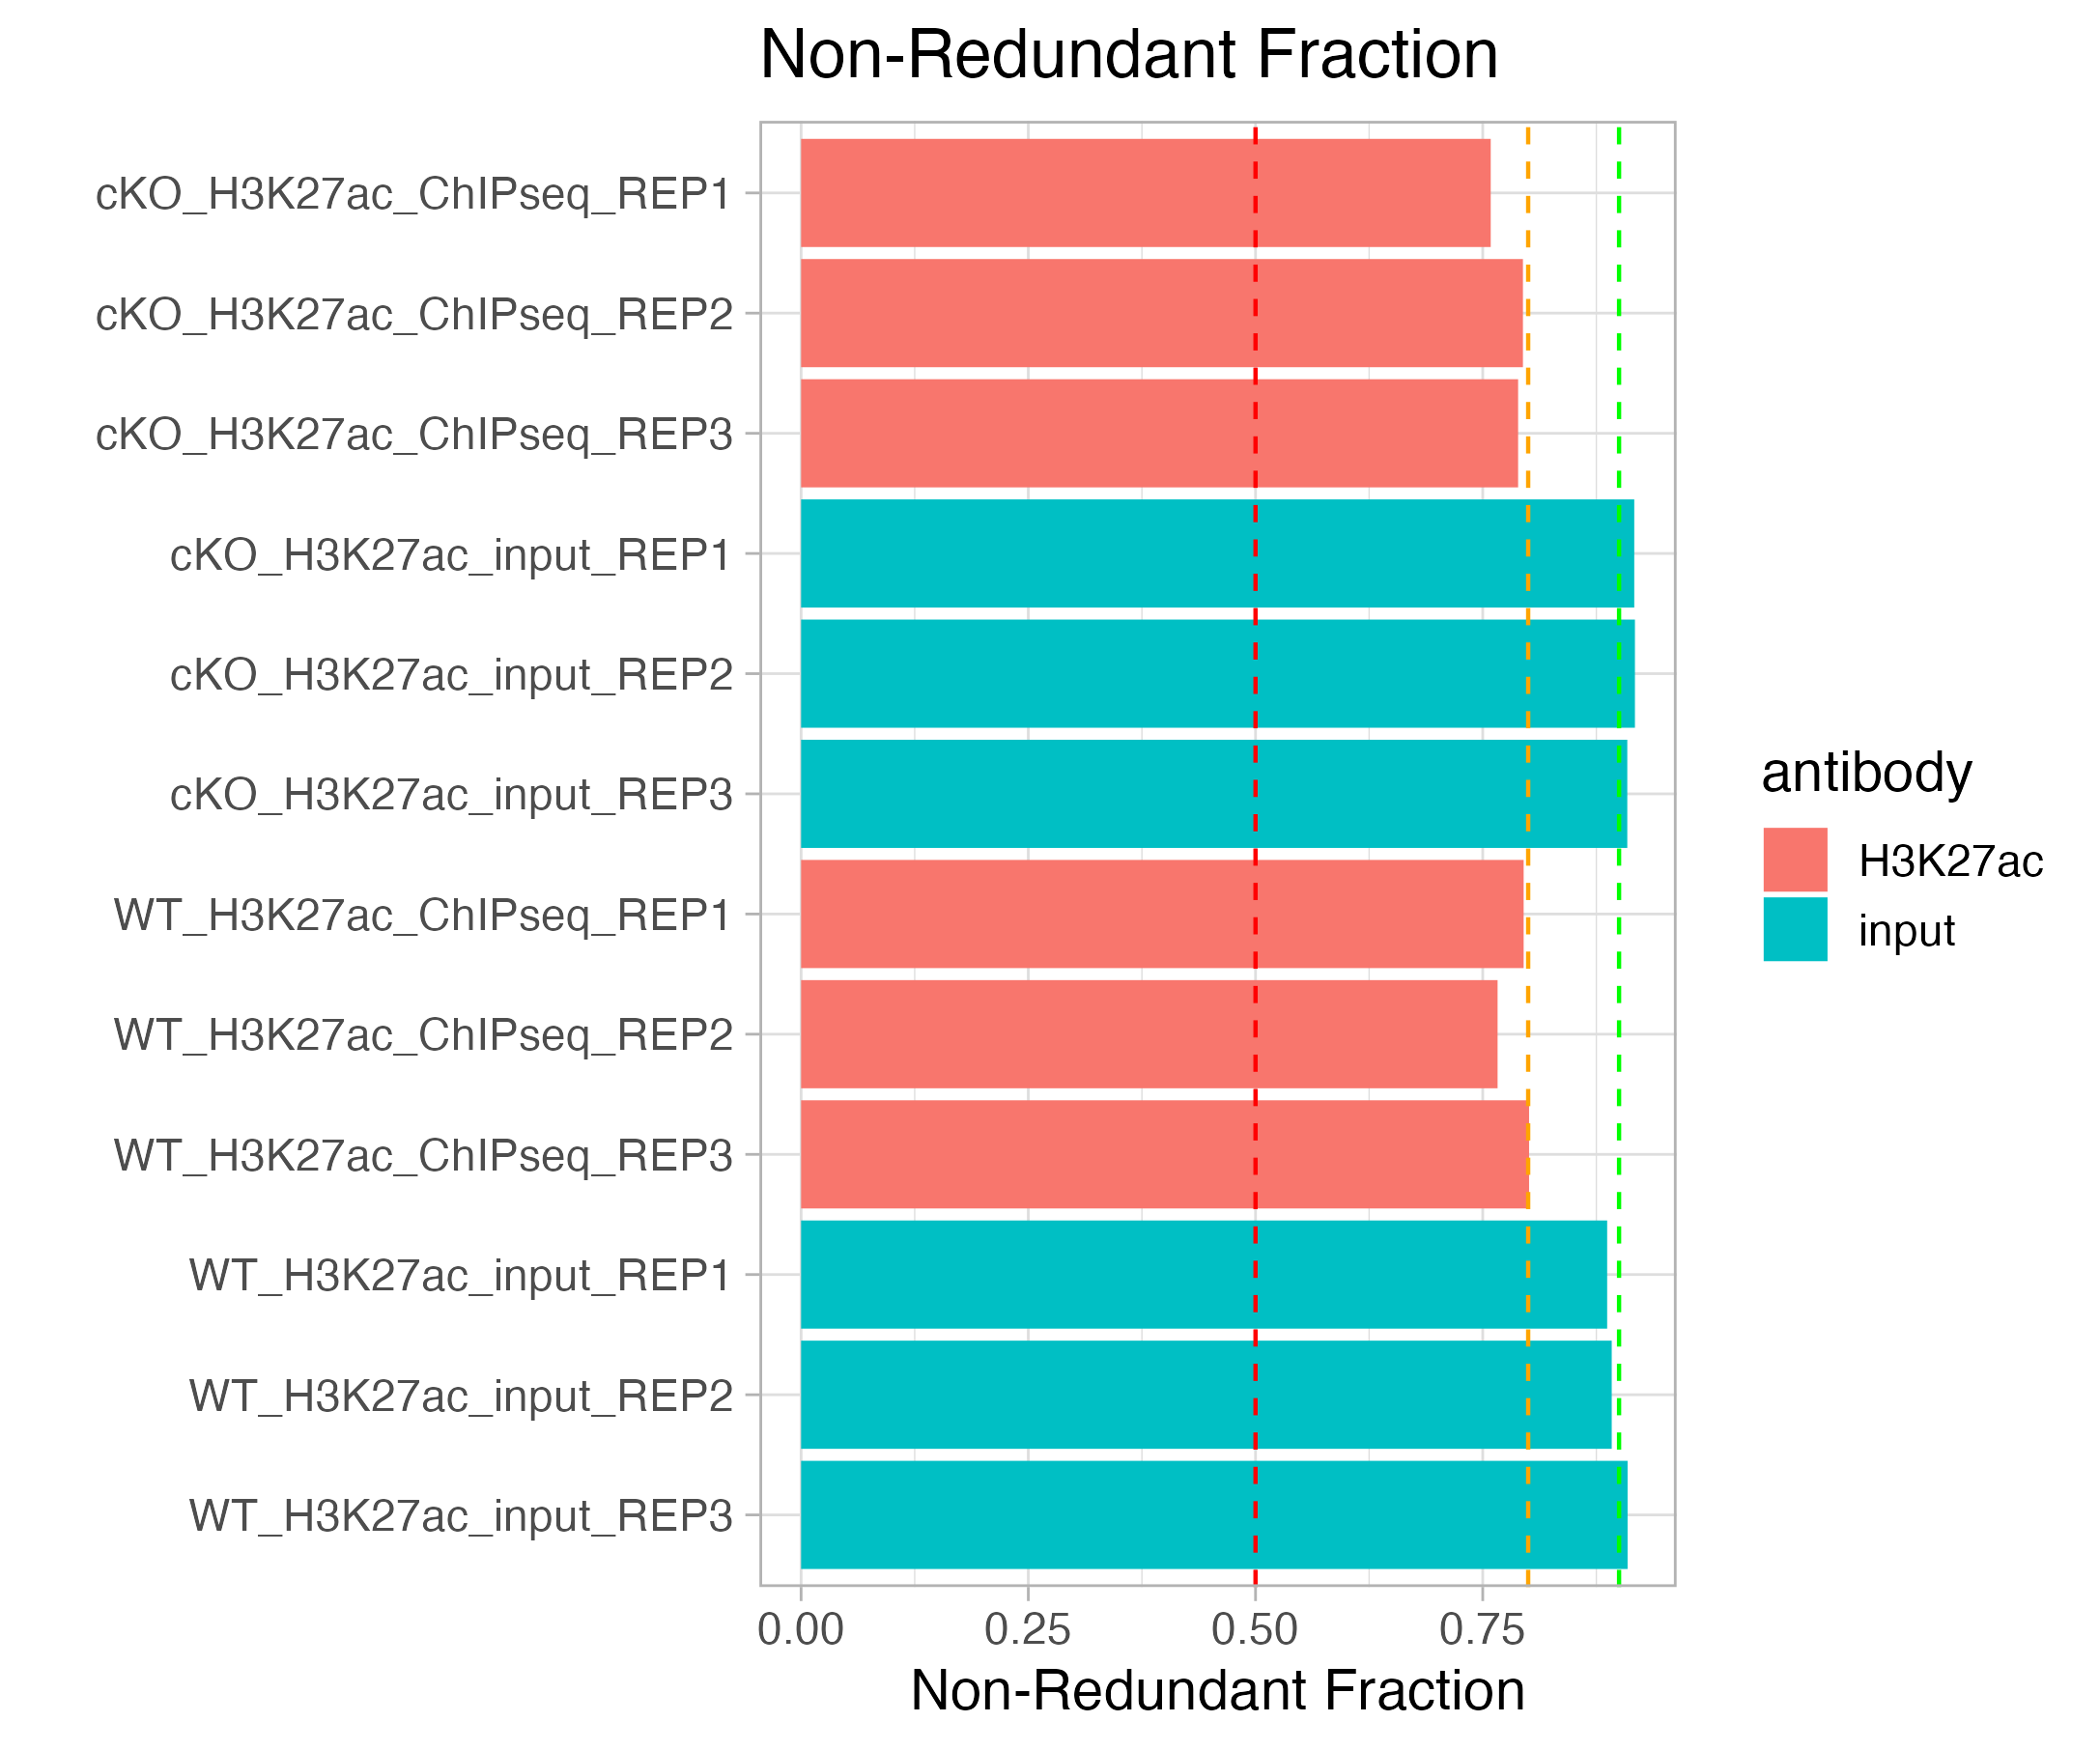 Non-Redundant Fraction
cKO_H3K27ac_ChIPseq_REP1
cKO_H3K27ac_ChIPseq_REP2
cKO_H3K27ac_ChIPseq_REP3
cKO_H3K27ac_input_REP1
cKO_H3K27ac_input_REP2
cKO_H3K27ac_input_REP3
WT_H3K27ac_ChIPseq_REP1
WT_H3K27ac_ChIPseq_REP2
WT_H3K27ac_ChIPseq_REP3
WT_H3K27ac_input_REP1
WT_H3K27ac_input_REP2
WT_H3K27ac_input_REP3
0.00 0.25 0.50 0.75
Non-Redundant Fraction
antibody
H3K27ac
input